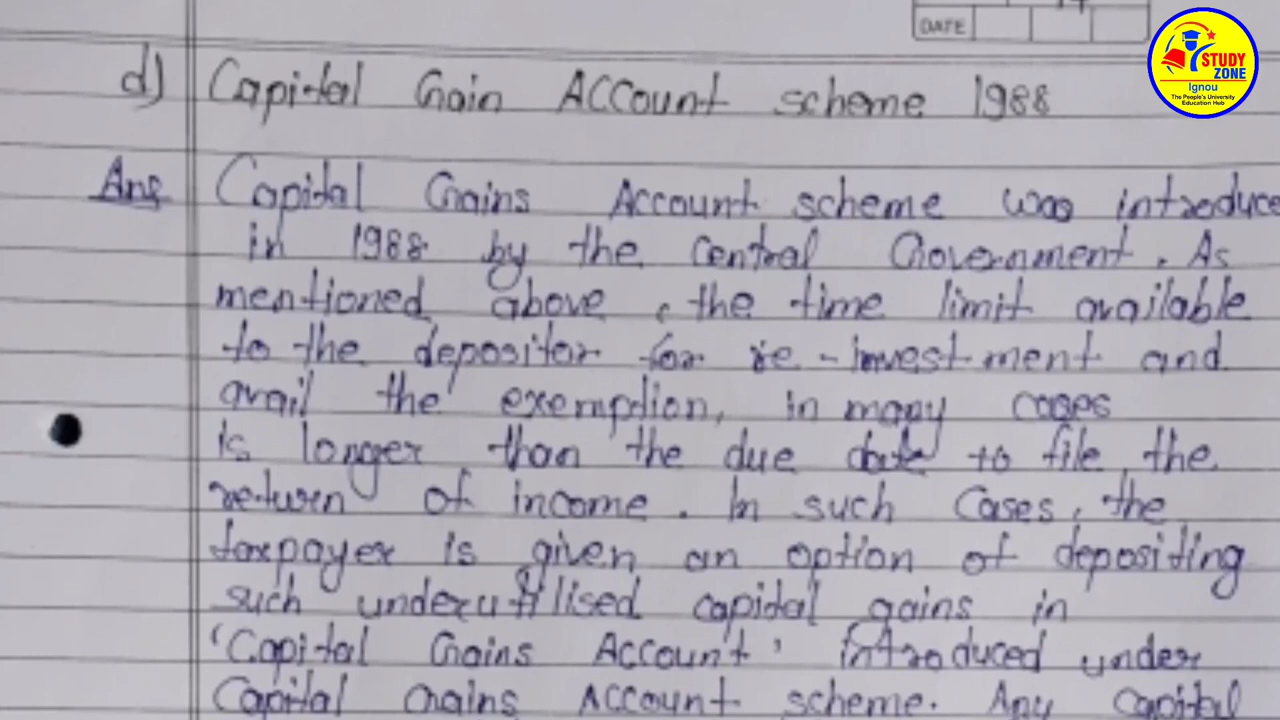 DATE
STUDY
ZONE
Ignou
The People's University
Education Hub
d) Capital Gain Account scheme 1988
Ans Capital Gains Account scheme was introduce
in 1988 by the central Government. As
mentioned above, the time limit available
to the depositor for re-investment and
avail the exemption, in many cases
is longer than the due date to file the
return of income. In such cases, the
taxpayer is given an option of depositing
such underutilised capital gains in
'Capital Gains Account' introduced under
Capital Gains Account scheme. Any capital